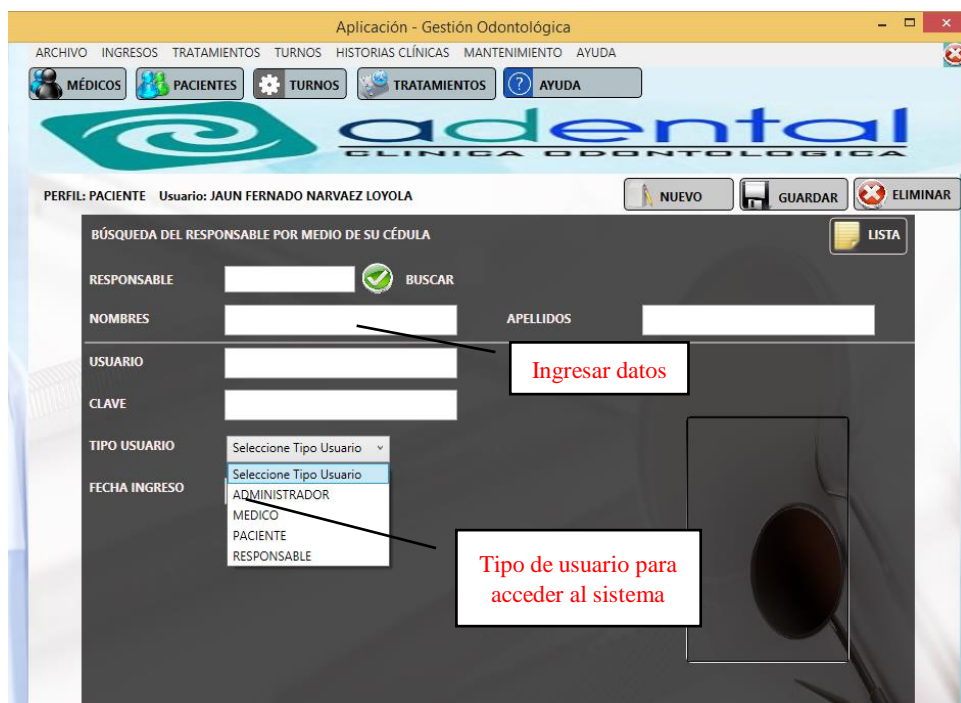 Aplicación - Gestión Odontológica
ARCHIVO INGRESOS TRATAMIENTOS TURNOS HISTORIAS CLÍNICAS MANTENIMIENTO AYUDA
MÉDICOS PACIENTES TURNOS TRATAMIENTOS ? AYUDA
adental
CLINICA ODONTOLOGICA
PERFIL: PACIENTE Usuario: JAUN FERNADO NARVAEZ LOYOLA NUEVO GUARDAR ELIMINAR
BÚSQUEDA DEL RESPONSABLE POR MEDIO DE SU CÉDULA LISTA
RESPONSABLE BUSCAR
NOMBRES APELLIDOS
USUARIO
Ingresar datos
CLAVE
TIPO USUARIO Seleccione Tipo Usuario
Seleccione Tipo Usuario
FECHA INGRESO ADMINISTRADOR
MEDICO
PACIENTE
RESPONSABLE
Tipo de usuario para
acceder al sistema